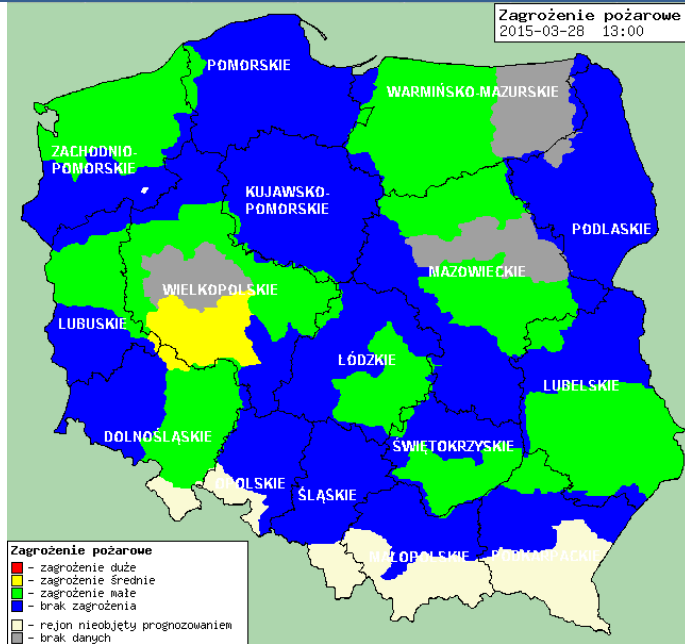 Zagrożenie pożarowe
2015-03-28 13:00
POMORSKIE
WARMIŃSKO-MAZURSKIE
ZACHODNIO-
POMORSKIE
KUJAWSKO-
POMORSKIE
PODLASKIE
MAZOWIECKIE
WIELKOPOLSKIE
LUBUSKIE
ŁÓDZKIE
LUBELSKIE
DOLNOŚLĄSKIE
ŚWIĘTOKRZYSKIE
OPOLSKIE
ŚLĄSKIE
MAŁOPOLSKIE
PODKARPACKIE
Zagrożenie pożarowe
- zagrożenie duże
- zagrożenie średnie
- zagrożenie małe
- brak zagrożenia
- rejon nieobjęty prognozowaniem
- brak danych